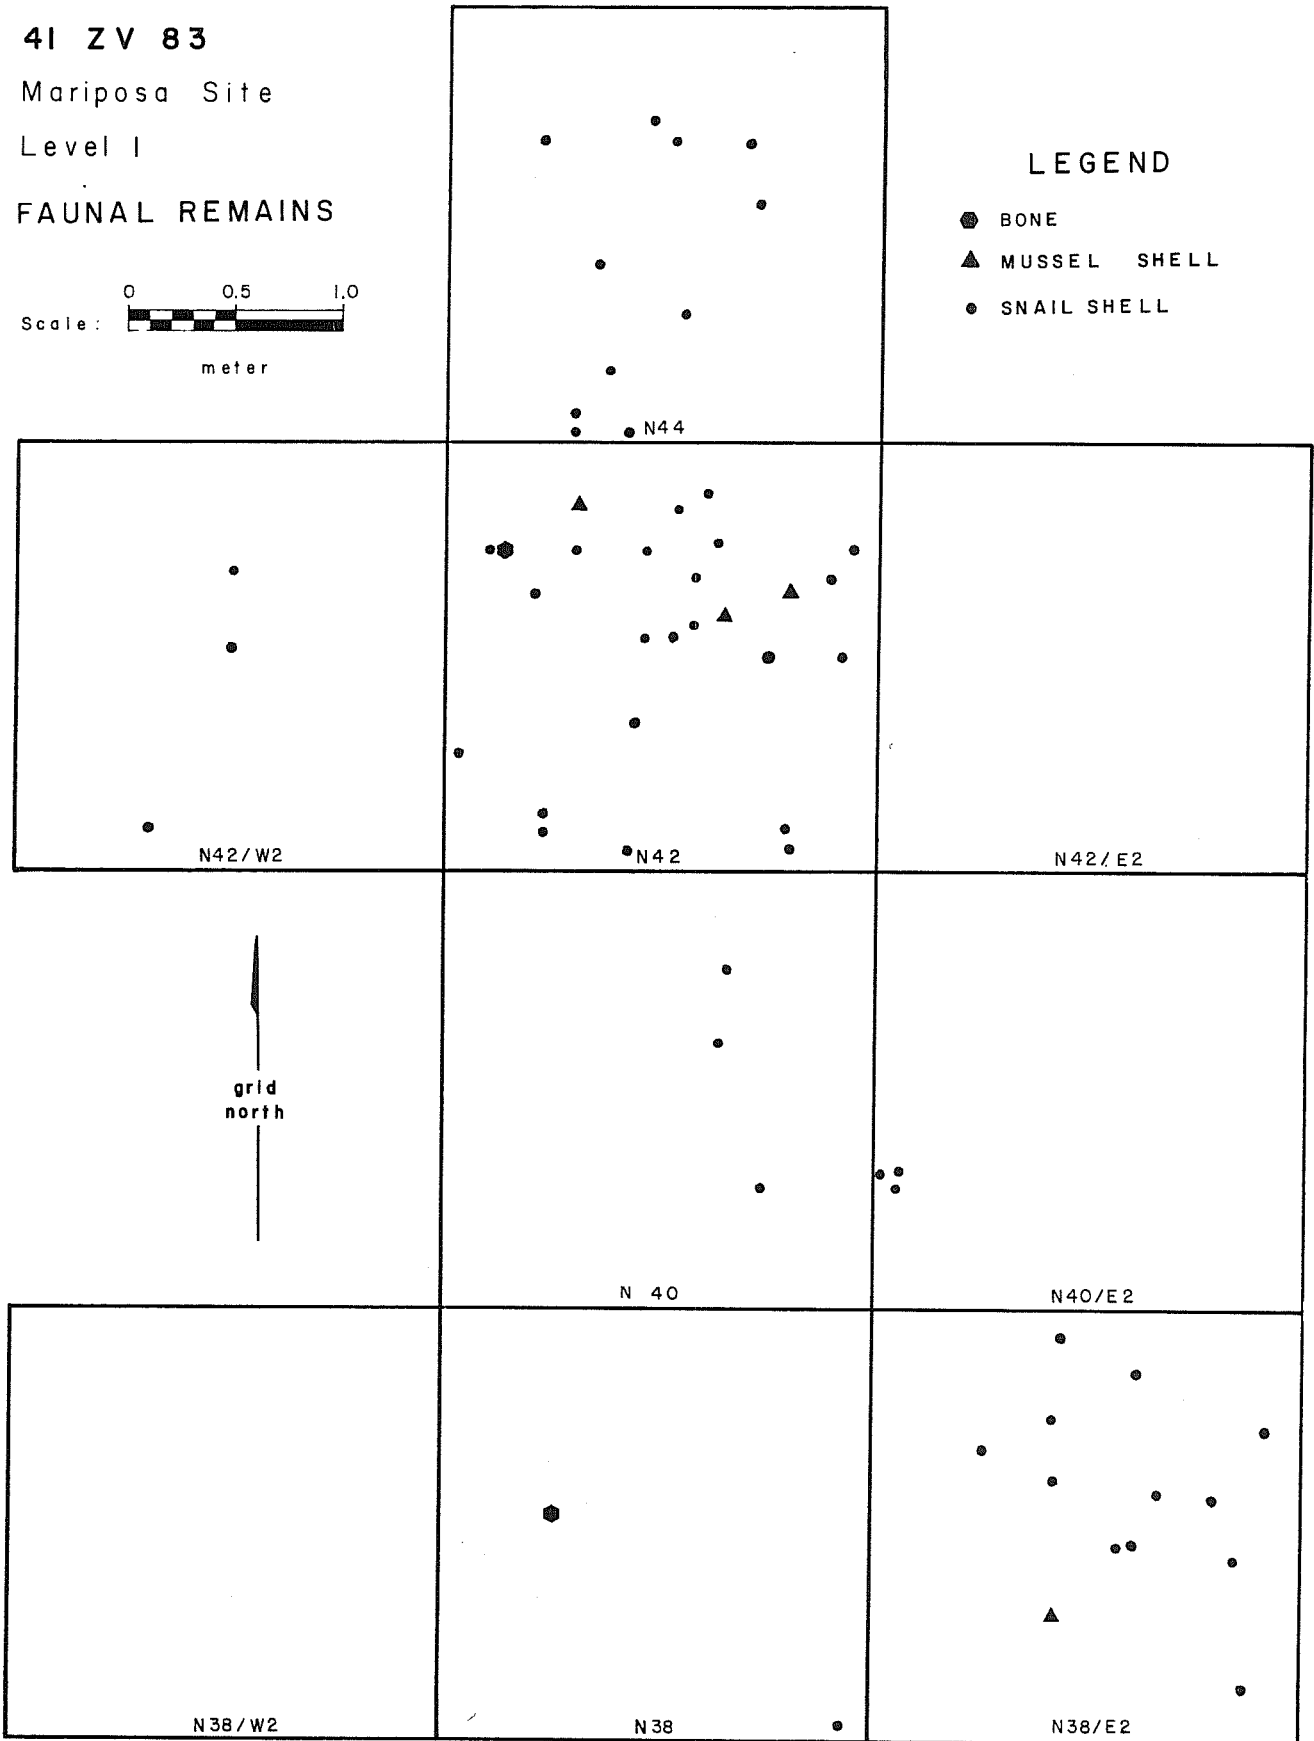 41 ZV 83
Mariposa Site
Level 1
FAUNAL REMAINS
0 0.5 1.0
Scale:
meter
LEGEND
BONE
MUSSEL SHELL
SNAIL SHELL
N44
N42/W2
N42
N42/E2
grid
north
N 40
N40/E2
N38/W2
N38
N38/E2